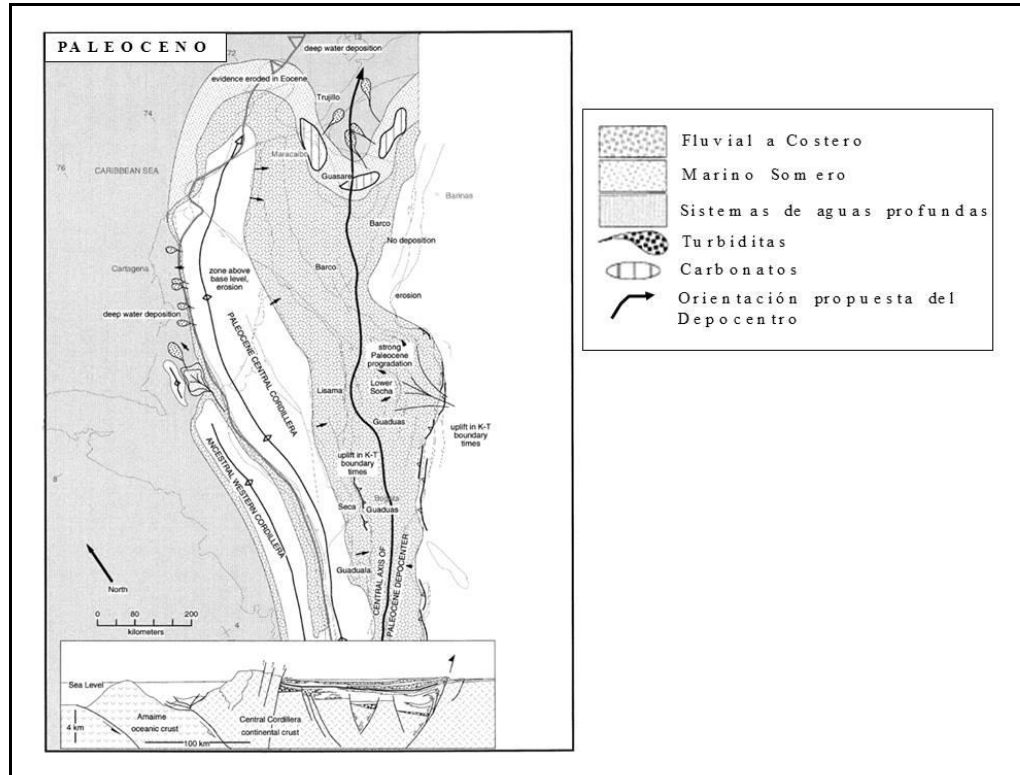 PALEOCENO
72
12
deep water deposition
evidence eroded in Eocene
Trujillo
74
Maracaibo
76
CARIBBEAN SEA
Guasare
Barinas
Barco
No deposition
Cartagena
zone above
base level,
erosion
Barco
erosion
deep water deposition
PALEOCENE CENTRAL CORDILLERA
strong
Paleocene
progradation
Lisama
Lower
Socha
Guaduas
uplift in K-T
boundary
times
ANCESTRAL WESTERN CORDILLERA
uplift in K-T
boundary
times
8
Seca
Bogota
Guaduas
North
Guaduala
CENTRAL AXIS OF
PALEOCENE DEPOCENTER
0 80 200
kilometers
4
Sea Level
4 km
Amaime
oceanic crust
Central Cordillera
continental crust
100 km
Fluvial a Costero
Marino Somero
Sistemas de aguas profundas
Turbiditas
Carbonatos
Orientación propuesta del
Depocentro